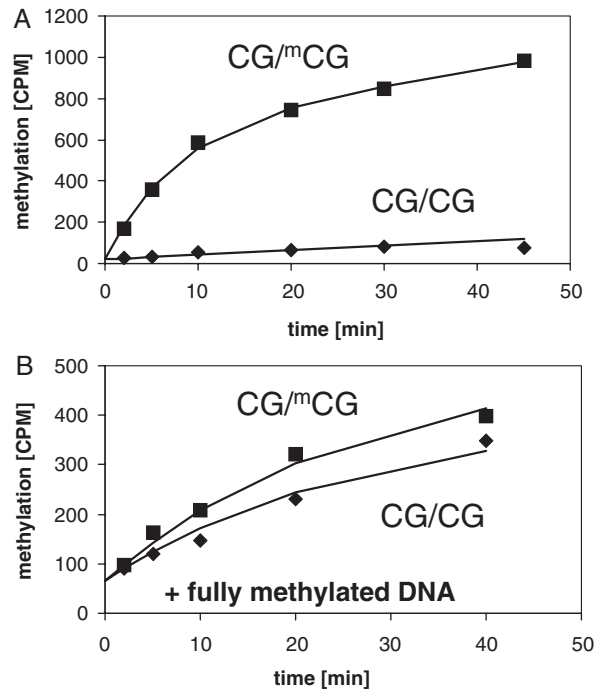 A
methylation [CPM]
1200
1000
800
600
400
200
0
CG/ᵐCG
CG/CG
0 10 20 30 40 50
time [min]
B
methylation [CPM]
500
400
300
200
100
0
CG/ᵐCG
CG/CG
+ fully methylated DNA
0 10 20 30 40 50
time [min]